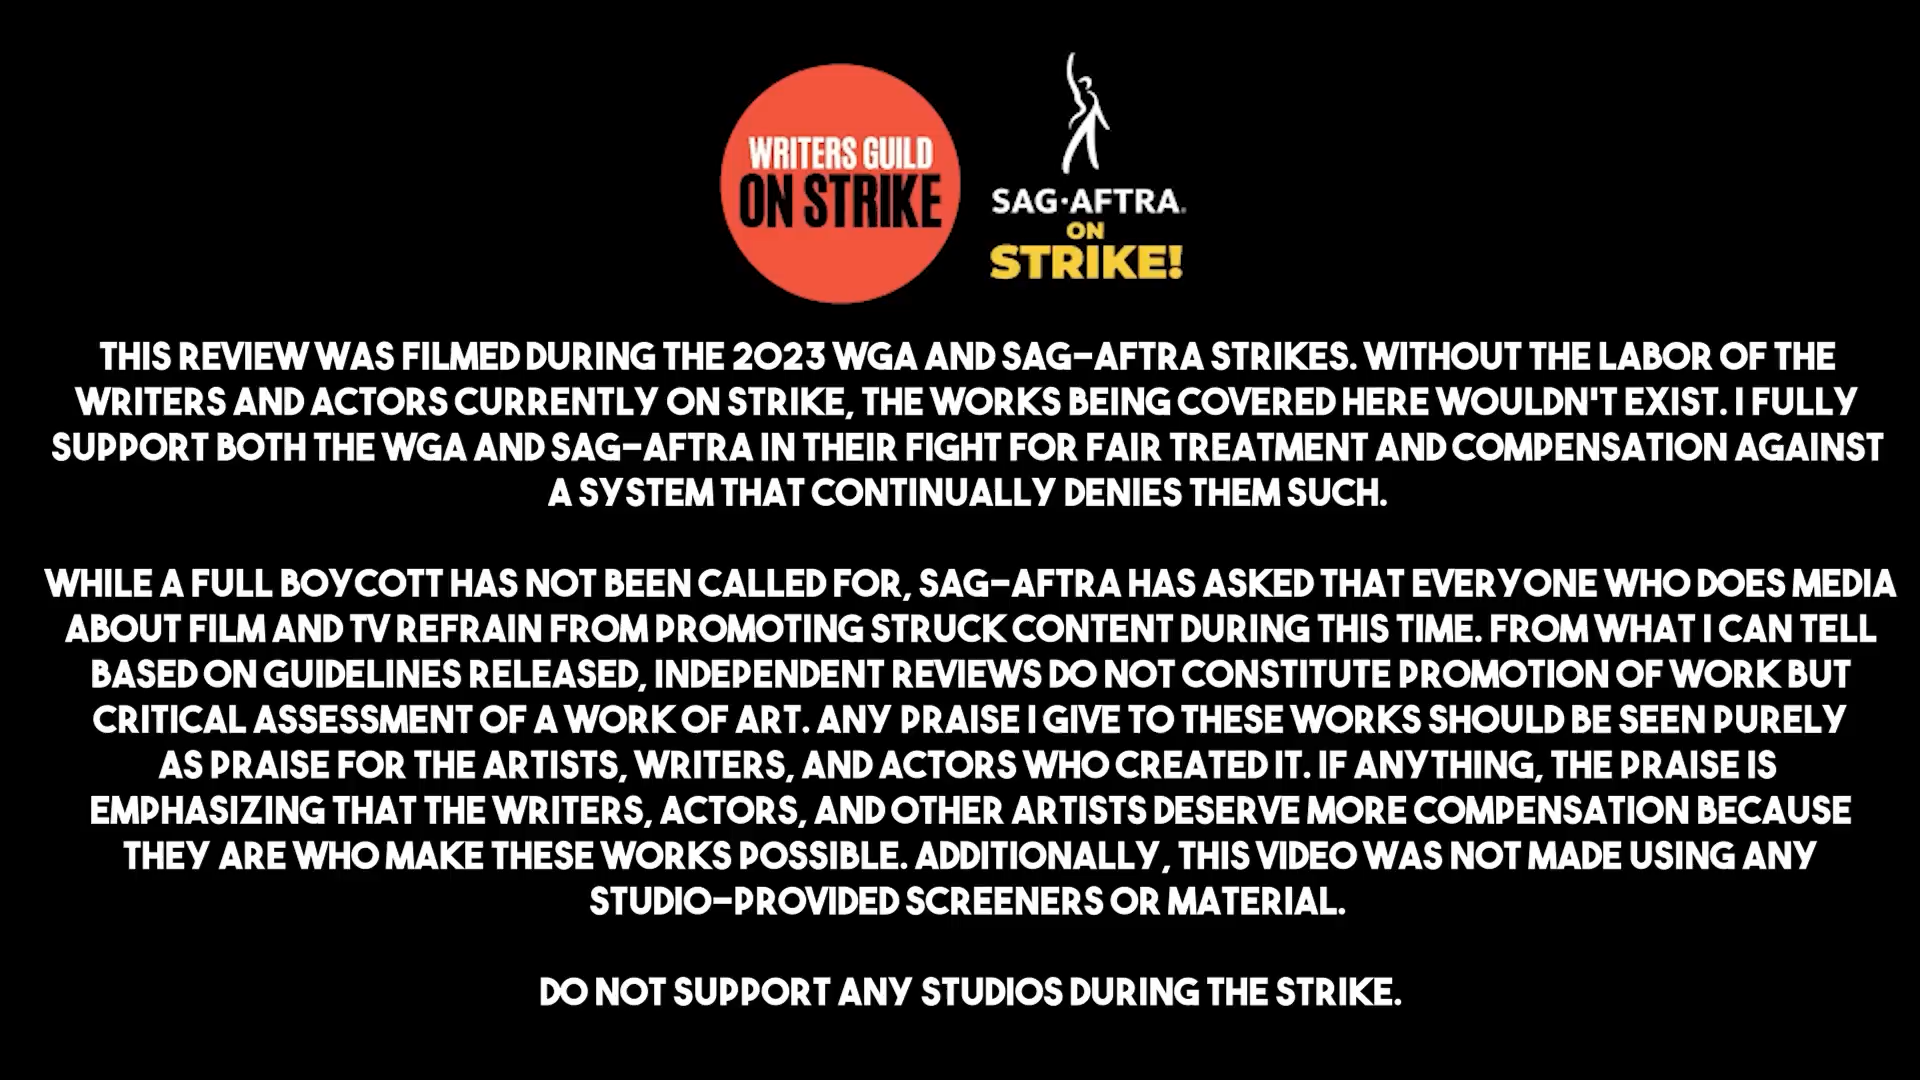 WRITERS GUILD
ON STRIKE
SAG·AFTRA®
ON
STRIKE!
THIS REVIEW WAS FILMED DURING THE 2023 WGA AND SAG-AFTRA STRIKES. WITHOUT THE LABOR OF THE
WRITERS AND ACTORS CURRENTLY ON STRIKE, THE WORKS BEING COVERED HERE WOULDN'T EXIST. I FULLY
SUPPORT BOTH THE WGA AND SAG-AFTRA IN THEIR FIGHT FOR FAIR TREATMENT AND COMPENSATION AGAINST
A SYSTEM THAT CONTINUALLY DENIES THEM SUCH.
WHILE A FULL BOYCOTT HAS NOT BEEN CALLED FOR, SAG-AFTRA HAS ASKED THAT EVERYONE WHO DOES MEDIA
ABOUT FILM AND TV REFRAIN FROM PROMOTING STRUCK CONTENT DURING THIS TIME. FROM WHAT I CAN TELL
BASED ON GUIDELINES RELEASED, INDEPENDENT REVIEWS DO NOT CONSTITUTE PROMOTION OF WORK BUT
CRITICAL ASSESSMENT OF A WORK OF ART. ANY PRAISE I GIVE TO THESE WORKS SHOULD BE SEEN PURELY
AS PRAISE FOR THE ARTISTS, WRITERS, AND ACTORS WHO CREATED IT. IF ANYTHING, THE PRAISE IS
EMPHASIZING THAT THE WRITERS, ACTORS, AND OTHER ARTISTS DESERVE MORE COMPENSATION BECAUSE
THEY ARE WHO MAKE THESE WORKS POSSIBLE. ADDITIONALLY, THIS VIDEO WAS NOT MADE USING ANY
STUDIO-PROVIDED SCREENERS OR MATERIAL.
DO NOT SUPPORT ANY STUDIOS DURING THE STRIKE.